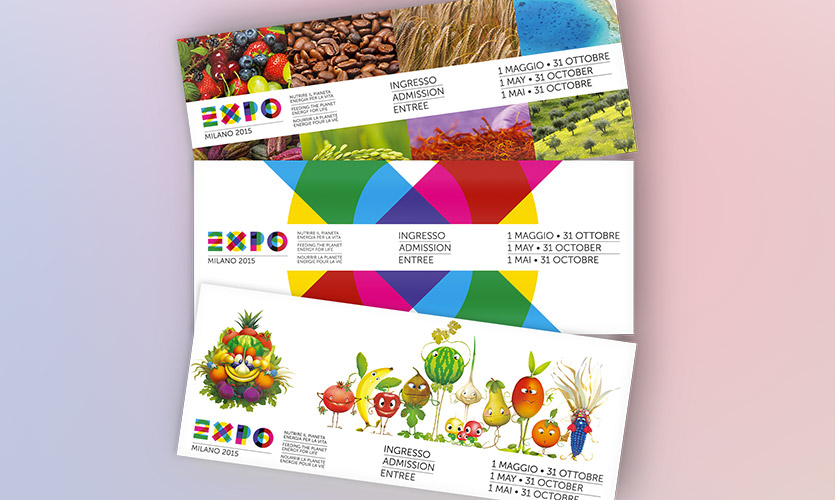 EXPO
MILANO 2015
NUTRIRE IL PIANETA
ENERGIA PER LA VITA
FEEDING THE PLANET
ENERGY FOR LIFE
NOURRIR LA PLANETE
ENERGIE POUR LA VIE
INGRESSO
ADMISSION
ENTREE
1 MAGGIO • 31 OTTOBRE
1 MAY • 31 OCTOBER
1 MAI • 31 OCTOBRE
EXPO
MILANO 2015
NUTRIRE IL PIANETA
ENERGIA PER LA VITA
FEEDING THE PLANET
ENERGY FOR LIFE
NOURRIR LA PLANETE
ENERGIE POUR LA VIE
INGRESSO
ADMISSION
ENTREE
1 MAGGIO • 31 OTTOBRE
1 MAY • 31 OCTOBER
1 MAI • 31 OCTOBRE
EXPO
MILANO 2015
NUTRIRE IL PIANETA
ENERGIA PER LA VITA
FEEDING THE PLANET
ENERGY FOR LIFE
NOURRIR LA PLANETE
ENERGIE POUR LA VIE
INGRESSO
ADMISSION
ENTREE
1 MAGGIO • 31 OTTOBRE
1 MAY • 31 OCTOBER
1 MAI • 31 OCTOBRE